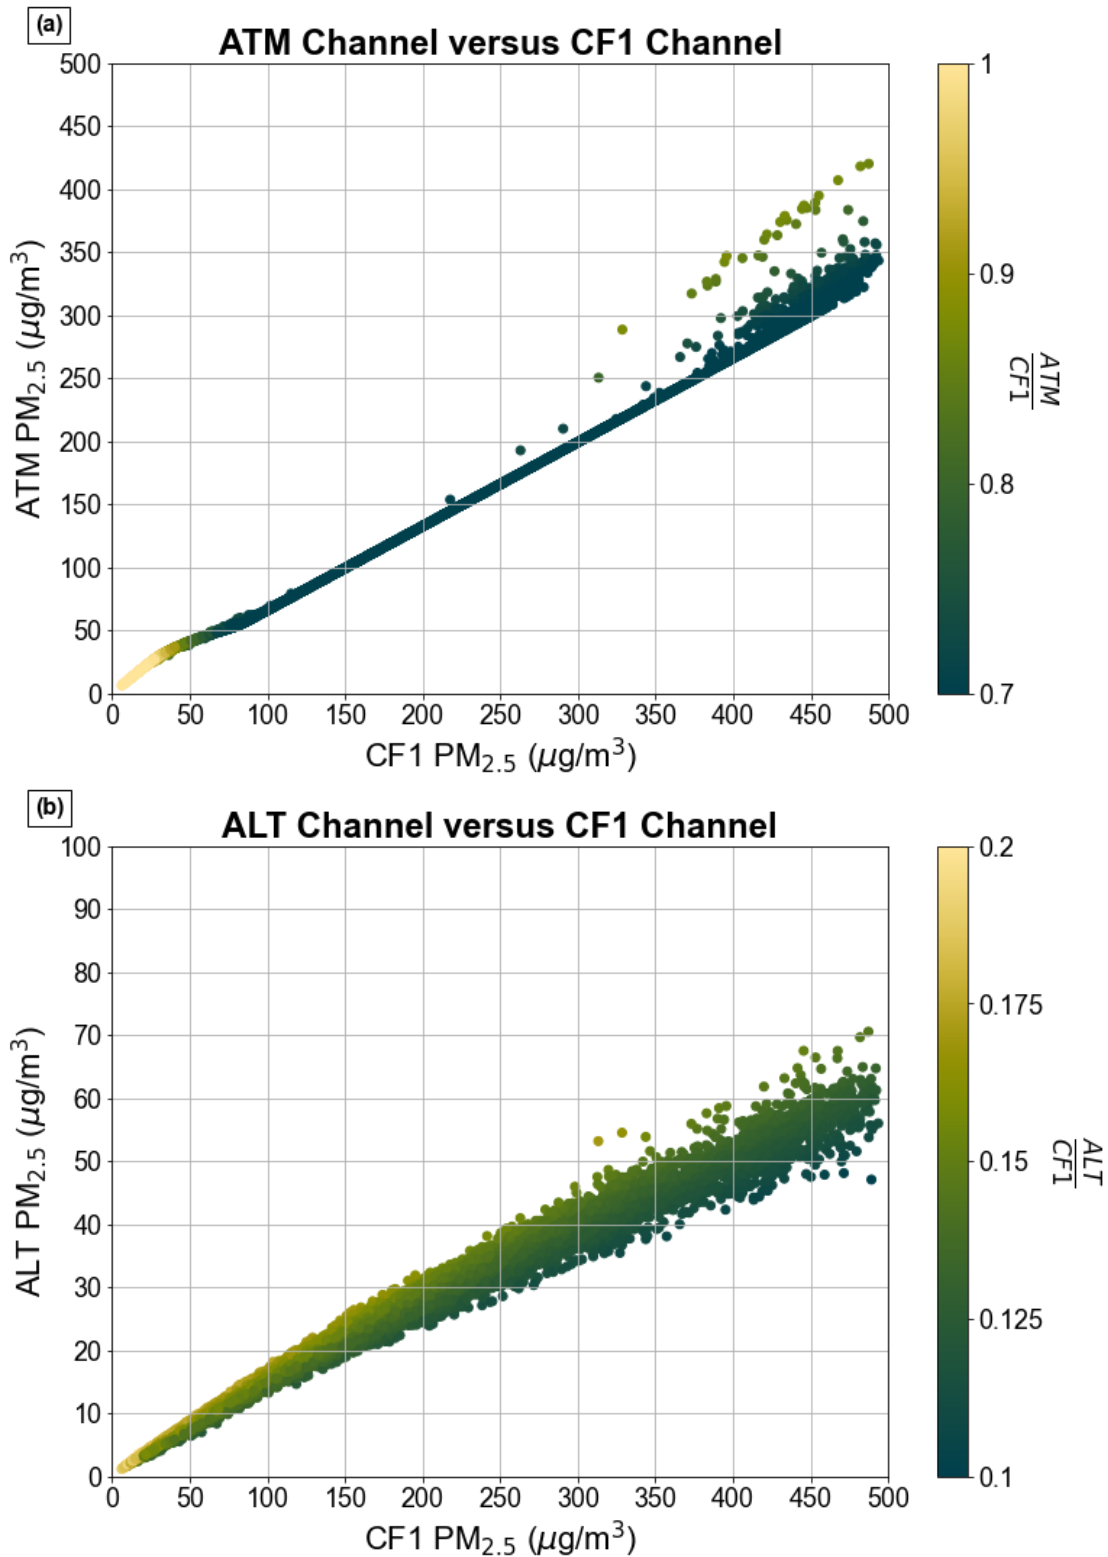 (a)
ATM Channel versus CF1 Channel
500
450
400
350
300
250
200
150
100
50
0
ATM PM2.5 (μg/m3)
0 50 100 150 200 250 300 350 400 450 500
CF1 PM2.5 (μg/m3)
1
0.9
0.8
0.7
ATM
CF1
(b)
ALT Channel versus CF1 Channel
100
90
80
70
60
50
40
30
20
10
0
ALT PM2.5 (μg/m3)
0 50 100 150 200 250 300 350 400 450 500
CF1 PM2.5 (μg/m3)
0.2
0.175
0.15
0.125
0.1
ALT
CF1